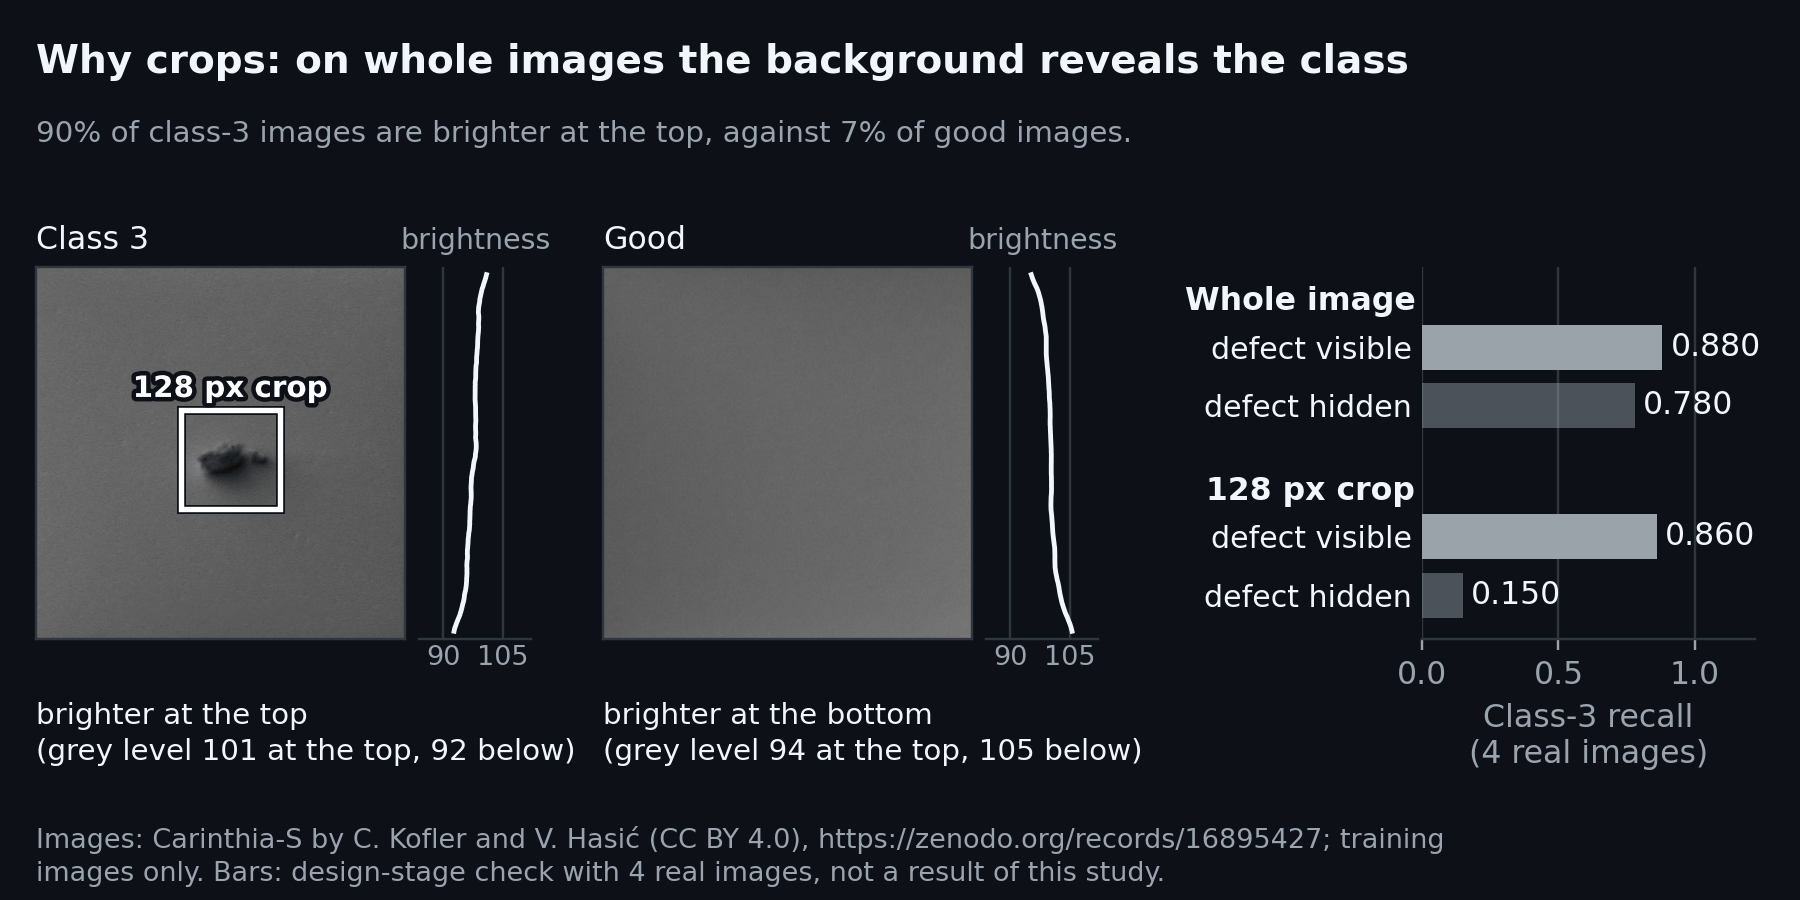 Why crops: on whole images the background reveals the class
90% of class-3 images are brighter at the top, against 7% of good images.
Class 3
brightness
128 px crop
90 105
brighter at the top
(grey level 101 at the top, 92 below)
Good
brightness
90 105
brighter at the bottom
(grey level 94 at the top, 105 below)
Whole image
defect visible 0.880
defect hidden 0.780
128 px crop
defect visible 0.860
defect hidden 0.150
0.0 0.5 1.0
Class-3 recall
(4 real images)
Images: Carinthia-S by C. Kofler and V. Hasić (CC BY 4.0), https://zenodo.org/records/16895427; training
images only. Bars: design-stage check with 4 real images, not a result of this study.